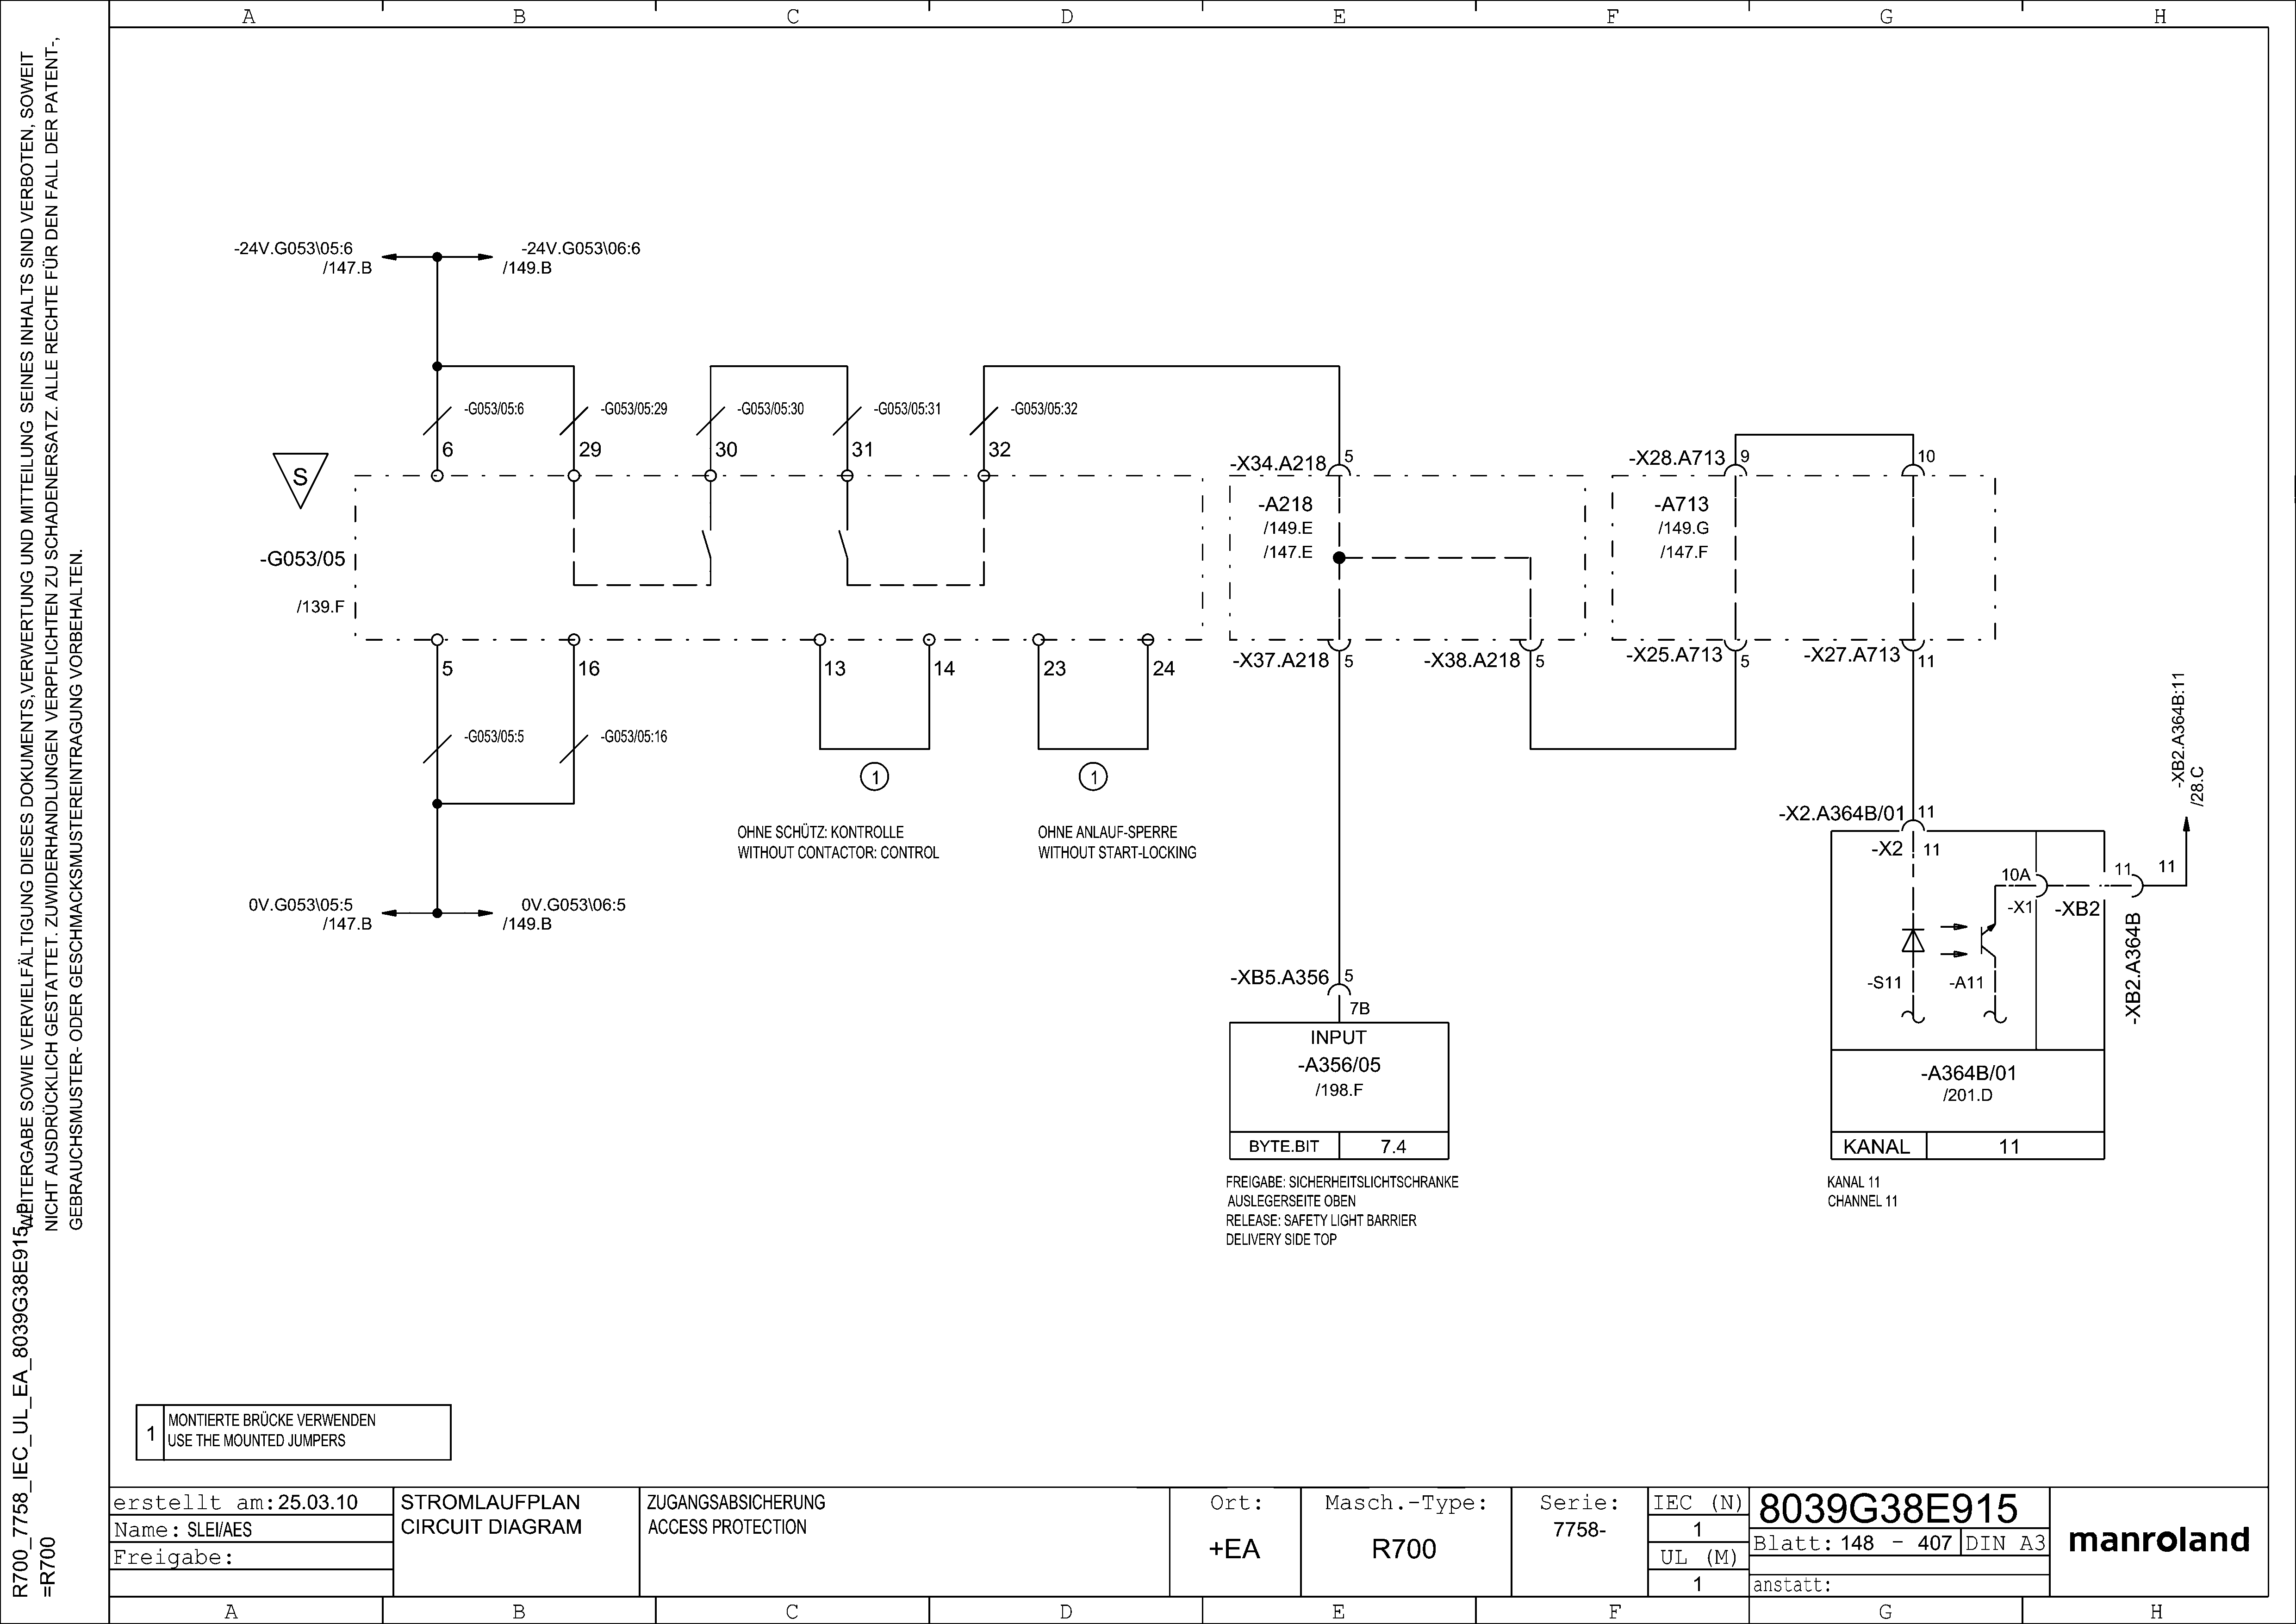 A B C D E F G H
WEITERGABE SOWIE VERVIELFÄLTIGUNG DIESES DOKUMENTS,VERWERTUNG UND MITTEILUNG SEINES INHALTS SIND VERBOTEN, SOWEIT
NICHT AUSDRÜCKLICH GESTATTET. ZUWIDERHANDLUNGEN VERPFLICHTEN ZU SCHADENERSATZ. ALLE RECHTE FÜR DEN FALL DER PATENT-,
GEBRAUCHSMUSTER- ODER GESCHMACKSMUSTEREINTRAGUNG VORBEHALTEN.
R700_7758_IEC_UL_EA_8039G38E915_D
=R700
-24V.G053\05:6
/147.B
-24V.G053\06:6
/149.B
-G053/05:6
-G053/05:29
-G053/05:30
-G053/05:31
-G053/05:32
6
29
30
31
32
S
-G053/05
/139.F
5
16
13
14
23
24
-G053/05:5
-G053/05:16
1
1
OHNE SCHÜTZ: KONTROLLE
WITHOUT CONTACTOR: CONTROL
OHNE ANLAUF-SPERRE
WITHOUT START-LOCKING
0V.G053\05:5
/147.B
0V.G053\06:5
/149.B
-X34.A218
5
-A218
/149.E
/147.E
-X37.A218
5
-X38.A218
5
-X28.A713
9
10
-A713
/149.G
/147.F
-X25.A713
5
-X27.A713
11
-XB5.A356
5
7B
INPUT
-A356/05
/198.F
BYTE.BIT 7.4
FREIGABE: SICHERHEITSLICHTSCHRANKE
AUSLEGERSEITE OBEN
RELEASE: SAFETY LIGHT BARRIER
DELIVERY SIDE TOP
-X2.A364B/01
11
-X2
11
10A
-X1
-XB2
11
11
-XB2.A364B
-XB2.A364B:11
/28.C
-S11
-A11
-A364B/01
/201.D
KANAL 11
KANAL 11
CHANNEL 11
1
MONTIERTE BRÜCKE VERWENDEN
USE THE MOUNTED JUMPERS
erstellt am: 25.03.10
Name: SLEI/AES
Freigabe:
STROMLAUFPLAN
CIRCUIT DIAGRAM
ZUGANGSABSICHERUNG
ACCESS PROTECTION
Ort:
+EA
Masch.-Type:
R700
Serie:
7758-
IEC (N)
1
UL (M)
1
8039G38E915
Blatt: 148 - 407
DIN A3
anstatt:
manroland
A B C D E F G H